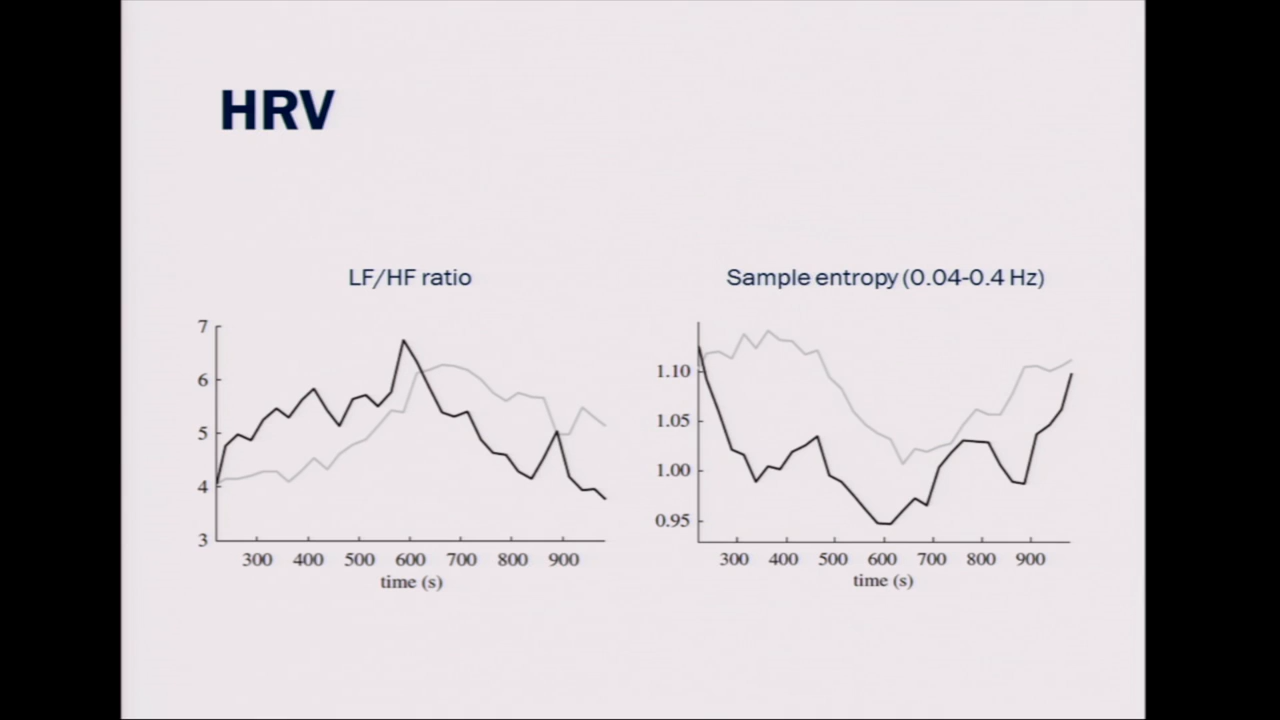 HRV
LF/HF ratio
7
6
5
4
3
300 400 500 600 700 800 900
time (s)
Sample entropy (0.04-0.4 Hz)
1.10
1.05
1.00
0.95
300 400 500 600 700 800 900
time (s)